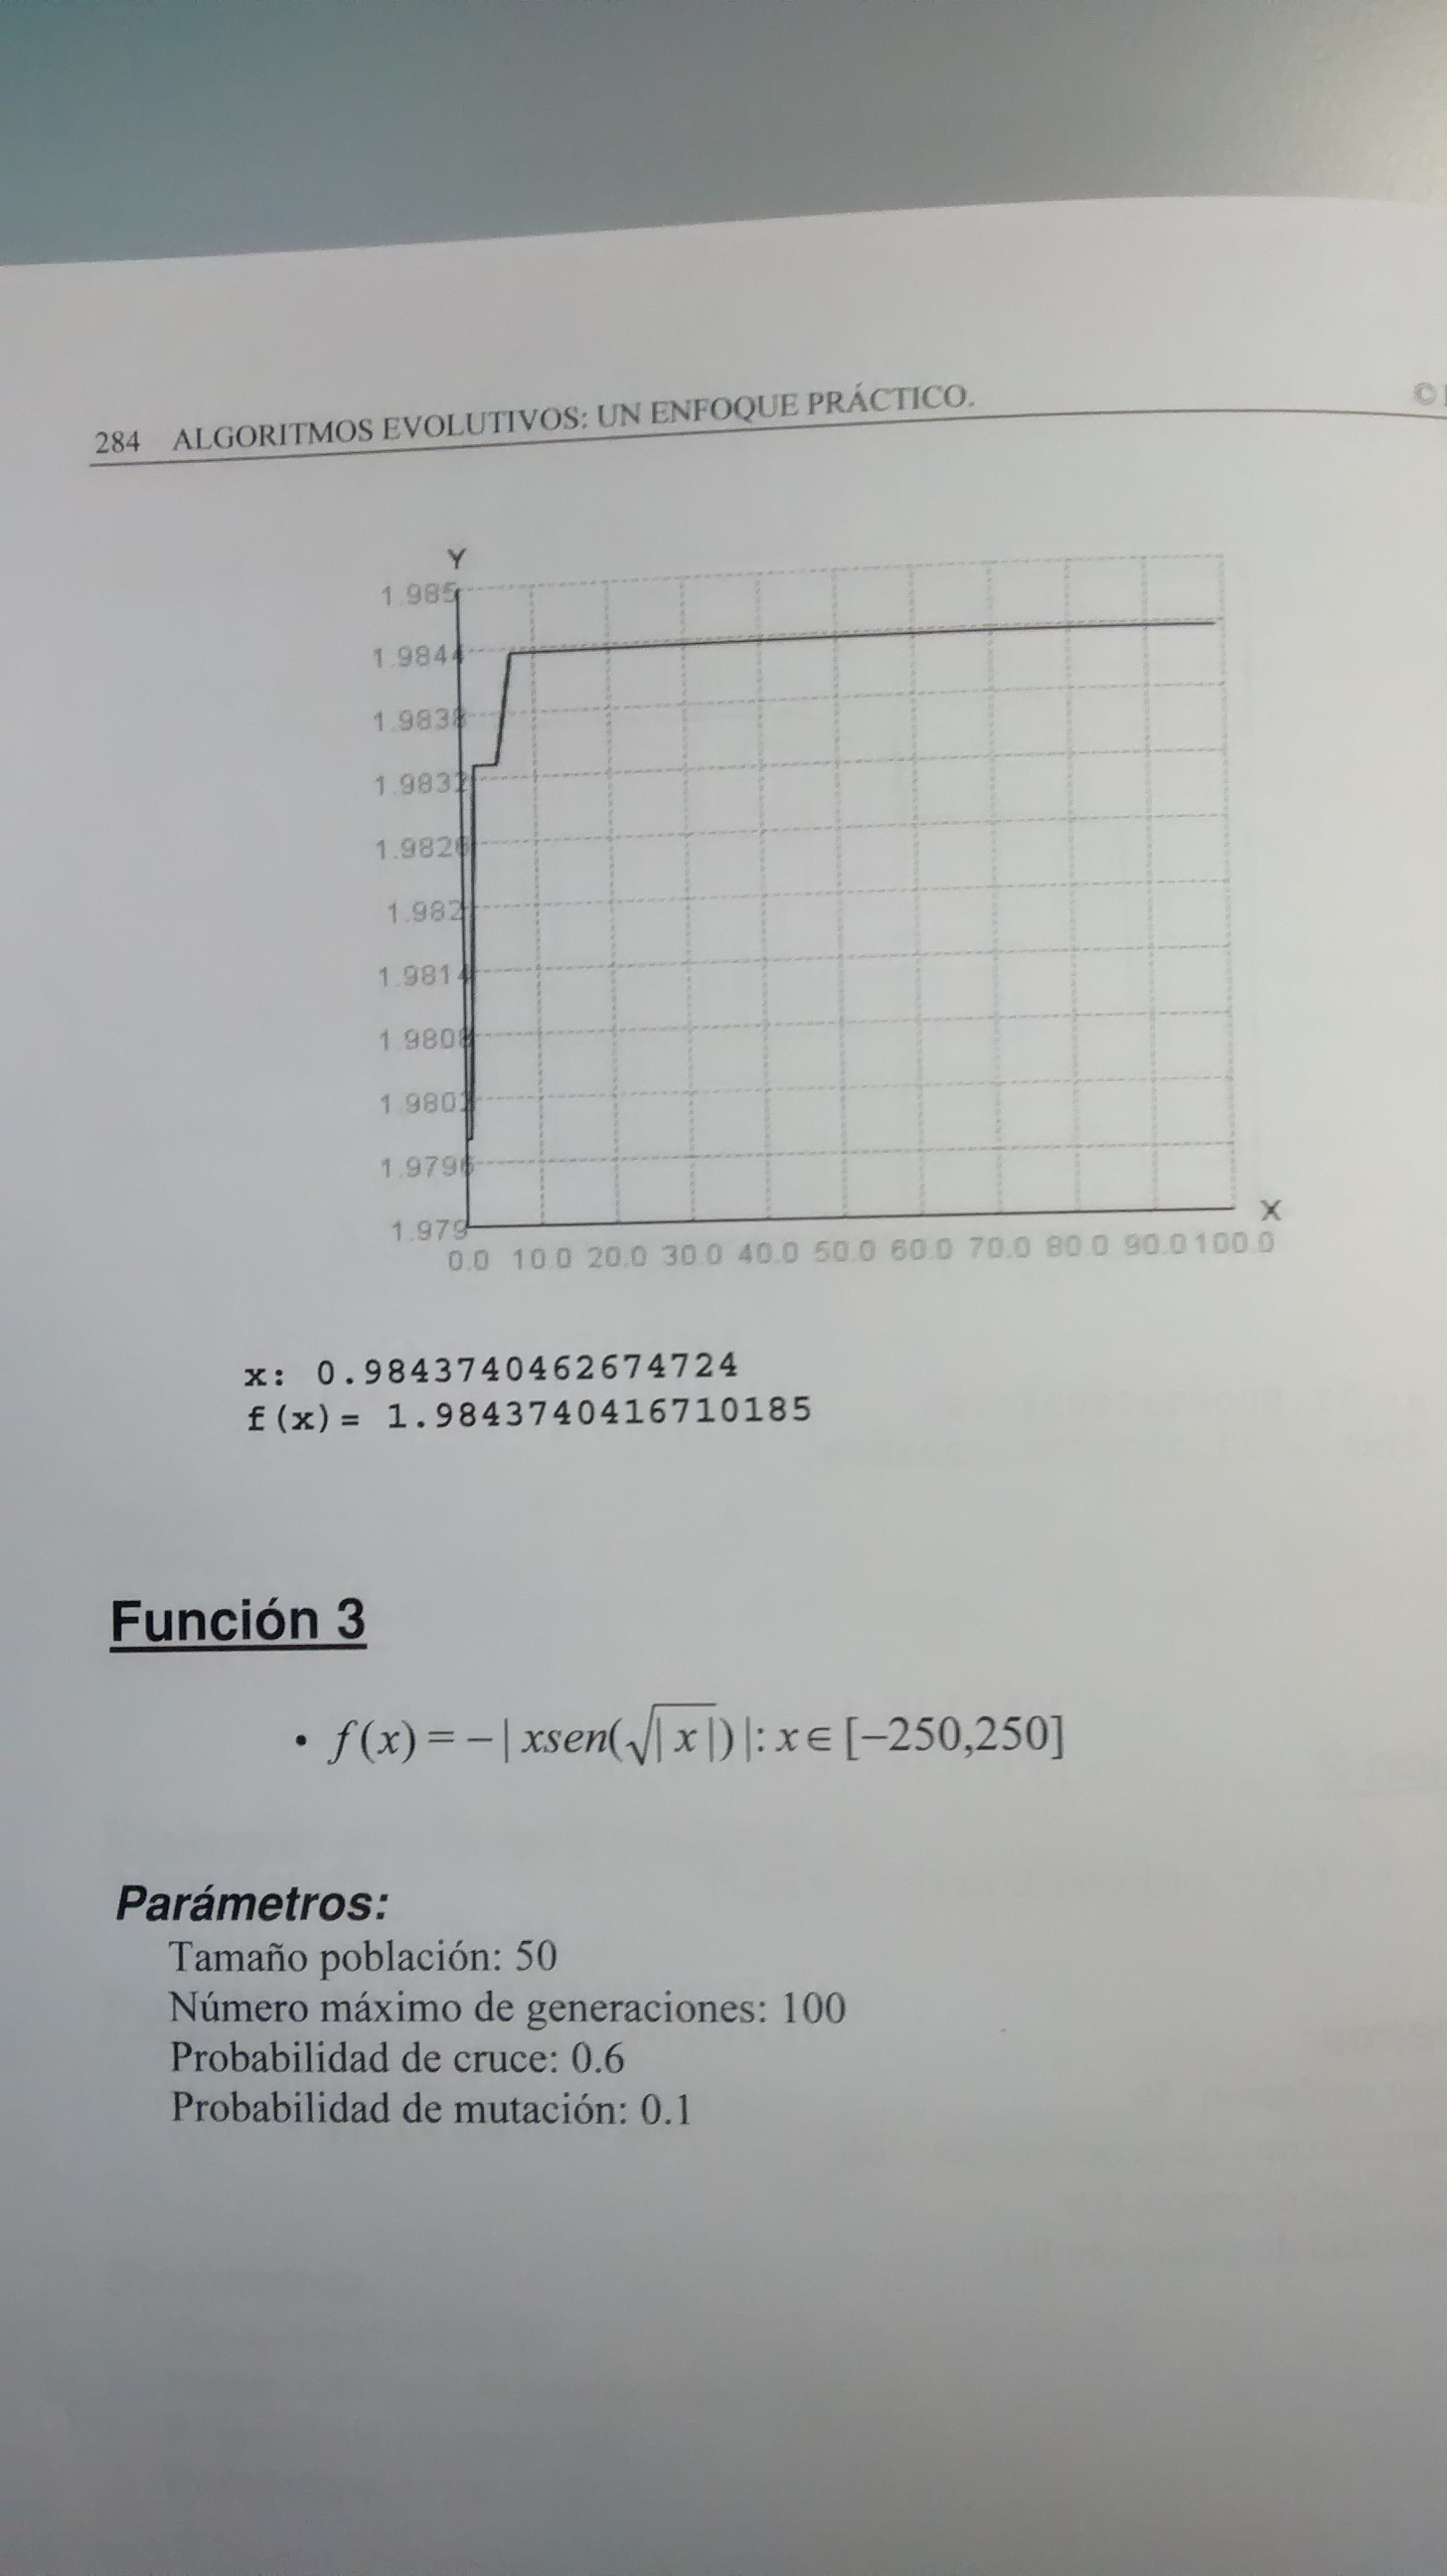 284 ALGORITMOS EVOLUTIVOS: UN ENFOQUE PRÁCTICO.
©
Y
1.985
1.9844
1.9838
1.9832
1.9826
1.982
1.9814
1.9808
1.9802
1.9796
1.979
X
0.0 10.0 20.0 30.0 40.0 50.0 60.0 70.0 80.0 90.0 100.0
x: 0.9843740462674724
f(x)= 1.9843740416710185
Función 3
• f(x) = −| xsen(√|x|) |: x ∈ [−250,250]
Parámetros:
Tamaño población: 50
Número máximo de generaciones: 100
Probabilidad de cruce: 0.6
Probabilidad de mutación: 0.1